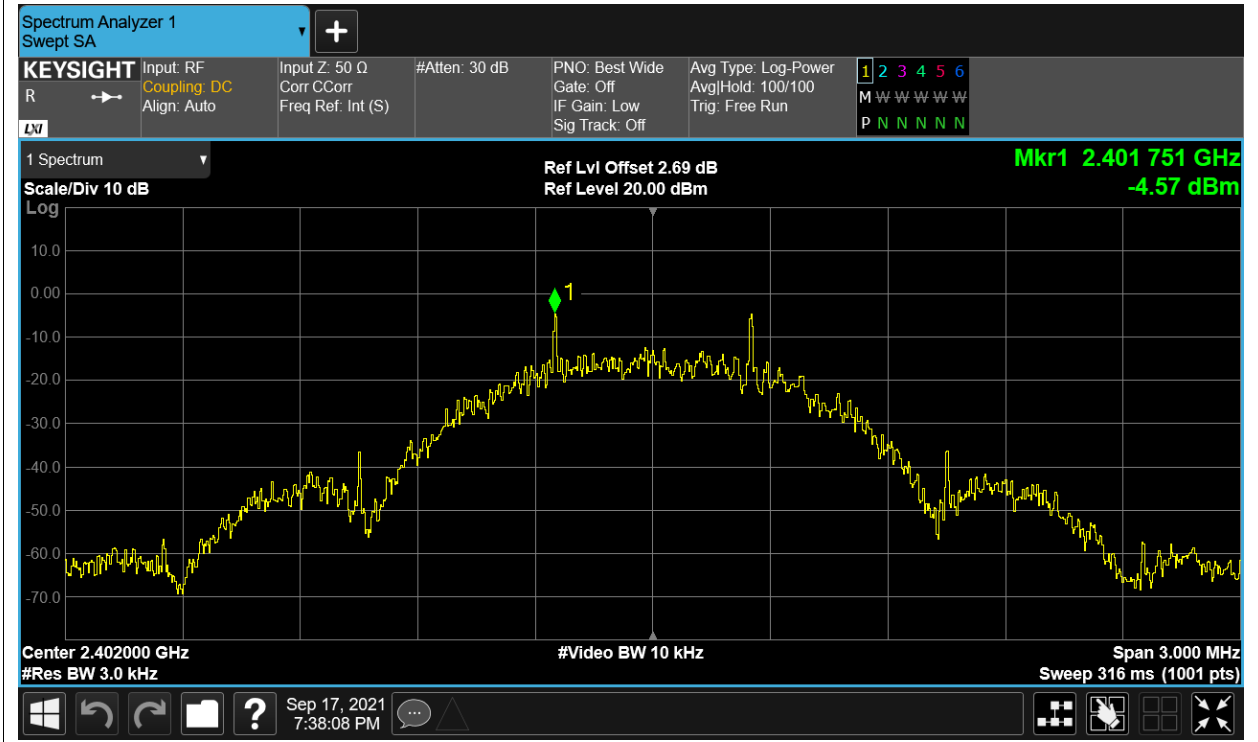 Spectrum Analyzer 1
Swept SA
+
KEYSIGHT
R
LXI
Input: RF
Coupling: DC
Align: Auto
Input Z: 50 Ω
Corr CCorr
Freq Ref: Int (S)
#Atten: 30 dB
PNO: Best Wide
Gate: Off
IF Gain: Low
Sig Track: Off
Avg Type: Log-Power
Avg|Hold: 100/100
Trig: Free Run
1 2 3 4 5 6
M W W W W W
P N N N N N
1 Spectrum
Scale/Div 10 dB
Log
Ref Lvl Offset 2.69 dB
Ref Level 20.00 dBm
Mkr1 2.401 751 GHz
-4.57 dBm
10.0
0.00
-10.0
-20.0
-30.0
-40.0
-50.0
-60.0
-70.0
1
Center 2.402000 GHz
#Res BW 3.0 kHz
#Video BW 10 kHz
Span 3.000 MHz
Sweep 316 ms (1001 pts)
?
Sep 17, 2021
7:38:08 PM